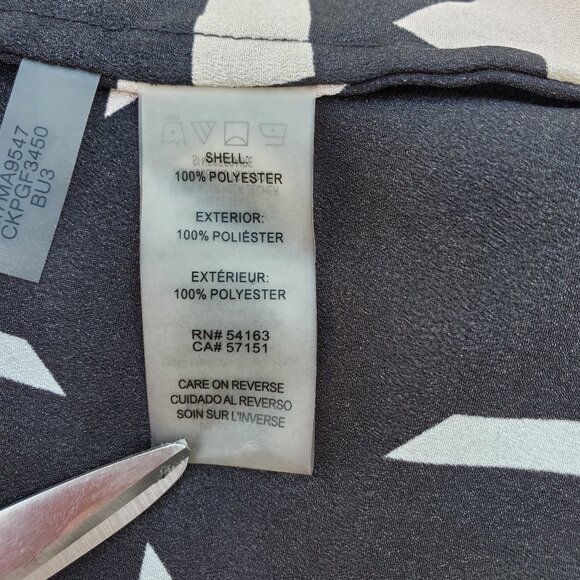 MA9547
CKPGF3450
BU3
SHELL:
100% POLYESTER
EXTERIOR:
100% POLIÉSTER
EXTÉRIEUR:
100% POLYESTER
RN# 54163
CA# 57151
CARE ON REVERSE
CUIDADO AL REVERSO
SOIN SUR L'INVERSE